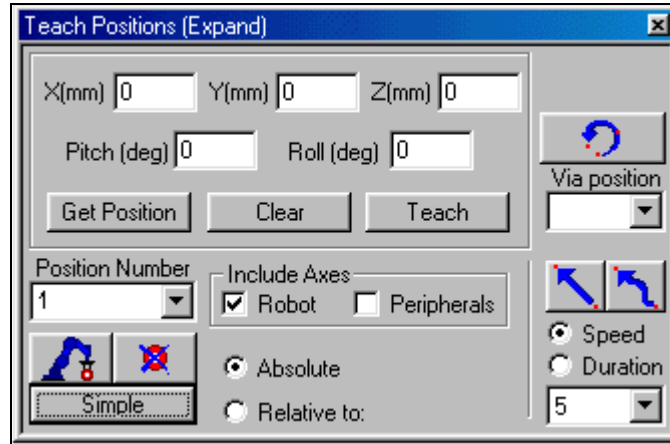 Teach Positions (Expand)
X(mm) 0 Y(mm) 0 Z(mm) 0
Pitch (deg) 0 Roll (deg) 0
Get Position Clear Teach
Via position
Position Number
1
Include Axes
Robot Peripherals
Speed
Absolute
Duration
Simple
Relative to:
5